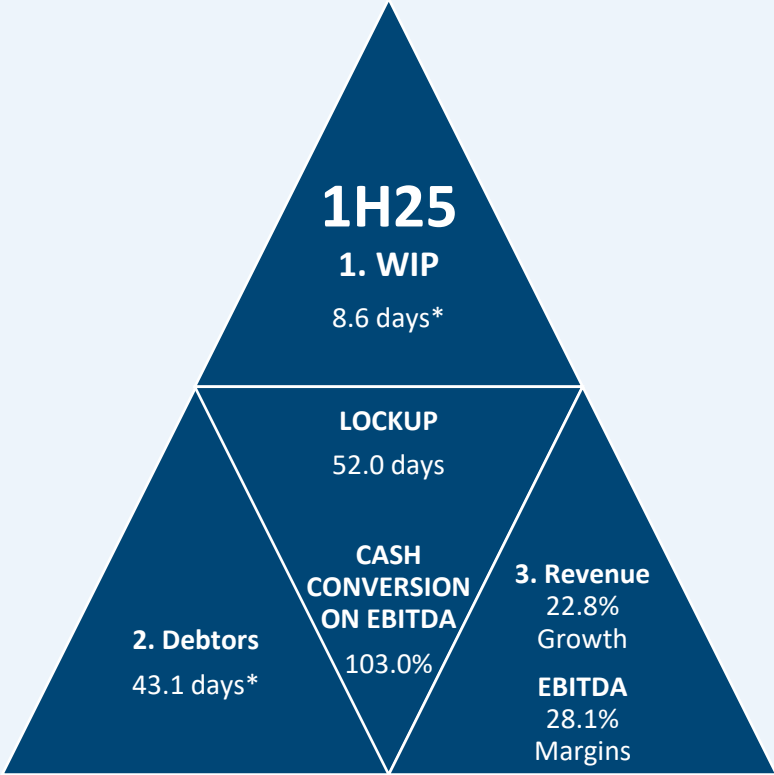 1H25
1. WIP
8.6 days*
LOCKUP
52.0 days
CASH
CONVERSION
ON EBITDA
103.0%
2. Debtors
43.1 days*
3. Revenue
22.8%
Growth
EBITDA
28.1%
Margins